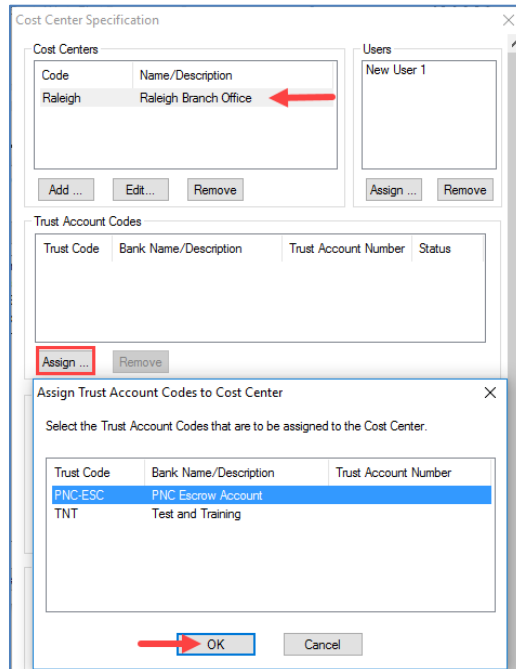 Cost Center Specification
Cost Centers
Users
Code Name/Description
New User 1
Raleigh Raleigh Branch Office
Add ... Edit... Remove
Assign ... Remove
Trust Account Codes
Trust Code Bank Name/Description Trust Account Number Status
Assign ... Remove
Assign Trust Account Codes to Cost Center
Select the Trust Account Codes that are to be assigned to the Cost Center.
Trust Code Bank Name/Description Trust Account Number
PNC-ESC PNC Escrow Account
TNT Test and Training
OK Cancel